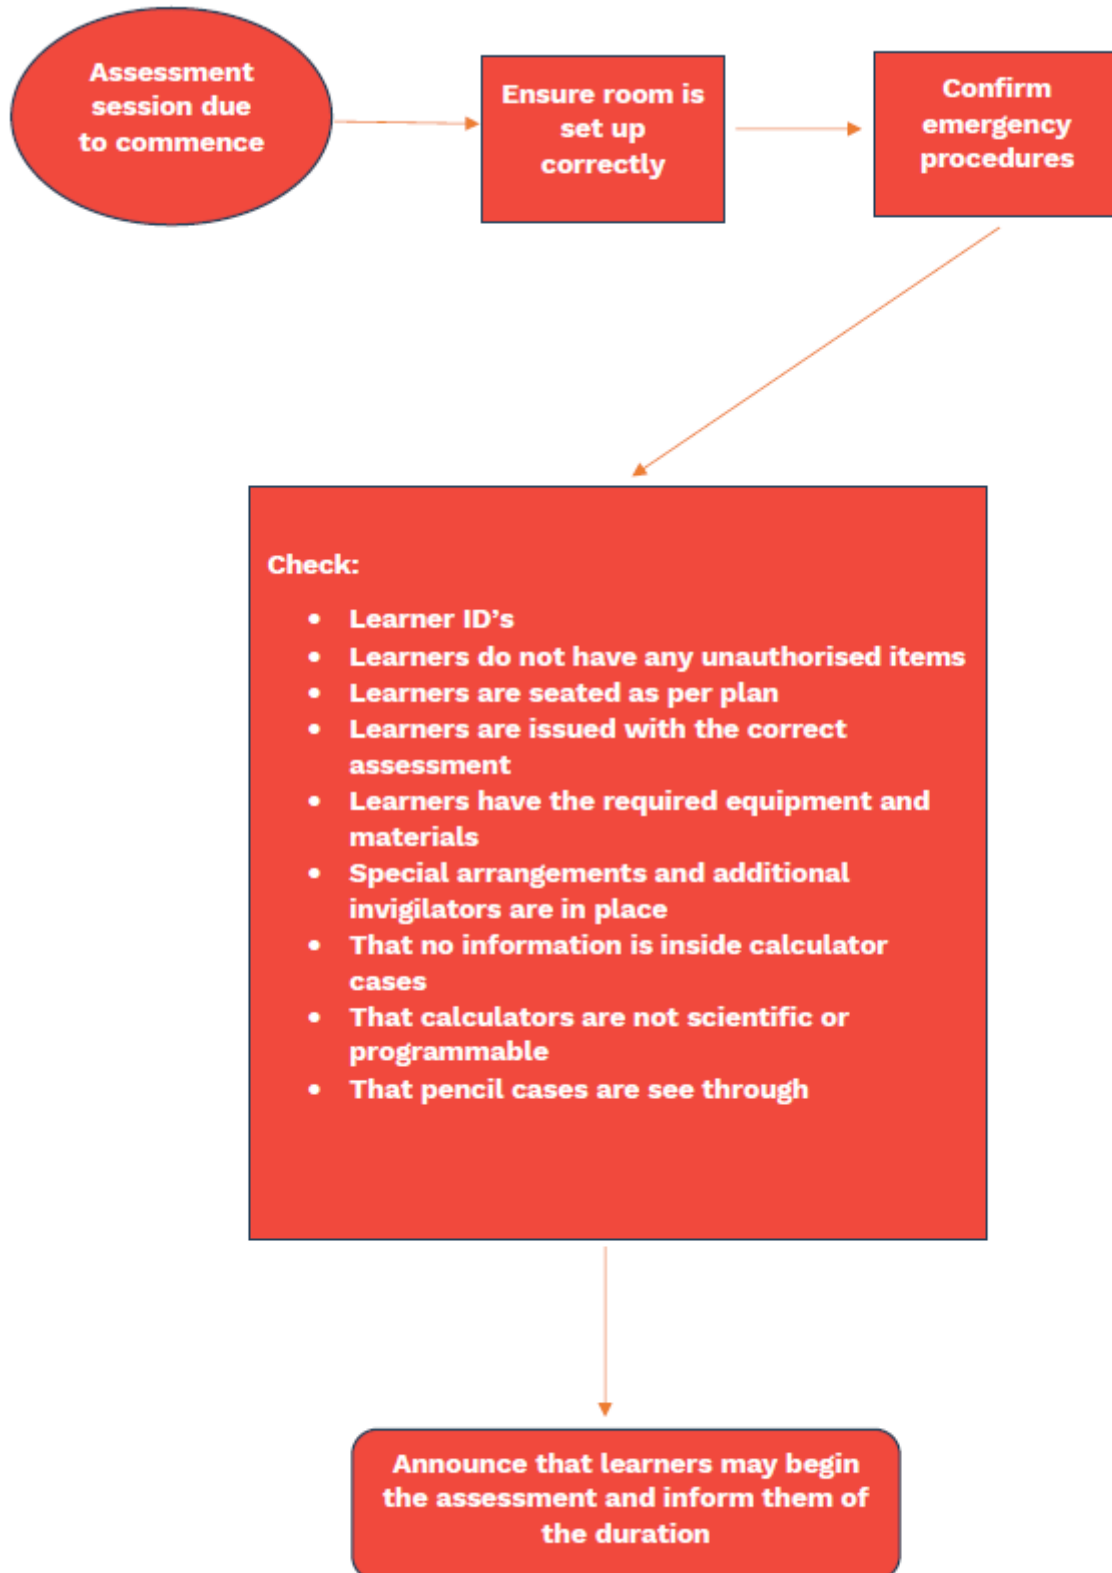 Assessment
session due
to commence
Ensure room is
set up
correctly
Confirm
emergency
procedures
Check:
• Learner ID’s
• Learners do not have any unauthorised items
• Learners are seated as per plan
• Learners are issued with the correct
assessment
• Learners have the required equipment and
materials
• Special arrangements and additional
invigilators are in place
• That no information is inside calculator
cases
• That calculators are not scientific or
programmable
• That pencil cases are see through
Announce that learners may begin
the assessment and inform them of
the duration